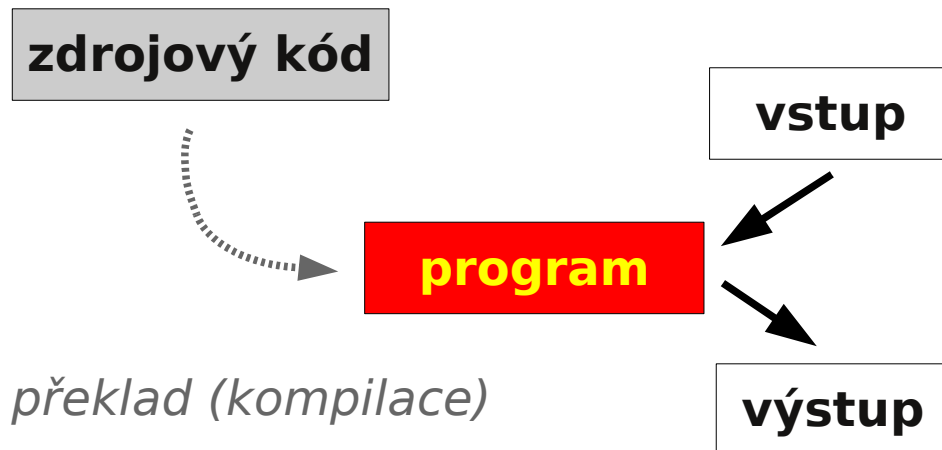 zdrojový kód
vstup
program
překlad (kompilace)
výstup